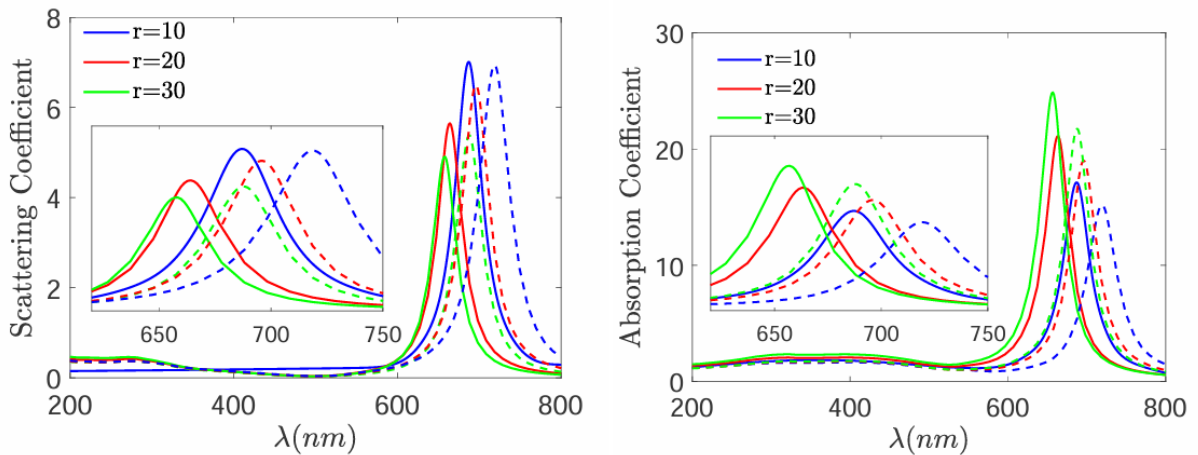 Scattering Coefficient
8
6
4
2
0
r=10
r=20
r=30
650 700 750
200 400 600 800
λ(nm)
Absorption Coefficient
30
20
10
0
r=10
r=20
r=30
650 700 750
200 400 600 800
λ(nm)